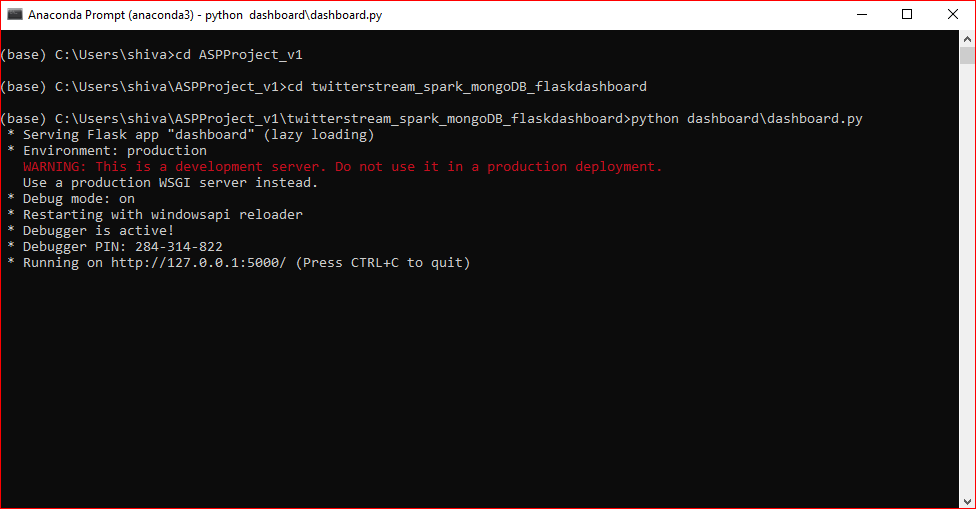 Anaconda Prompt (anaconda3) - python  dashboard\dashboard.py
(base) C:\Users\shiva>cd ASPProject_v1
(base) C:\Users\shiva\ASPProject_v1>cd twitterstream_spark_mongoDB_flaskdashboard
(base) C:\Users\shiva\ASPProject_v1\twitterstream_spark_mongoDB_flaskdashboard>python dashboard\dashboard.py
* Serving Flask app "dashboard" (lazy loading)
* Environment: production
WARNING: This is a development server. Do not use it in a production deployment.
Use a production WSGI server instead.
* Debug mode: on
* Restarting with windowsapi reloader
* Debugger is active!
* Debugger PIN: 284-314-822
* Running on http://127.0.0.1:5000/ (Press CTRL+C to quit)